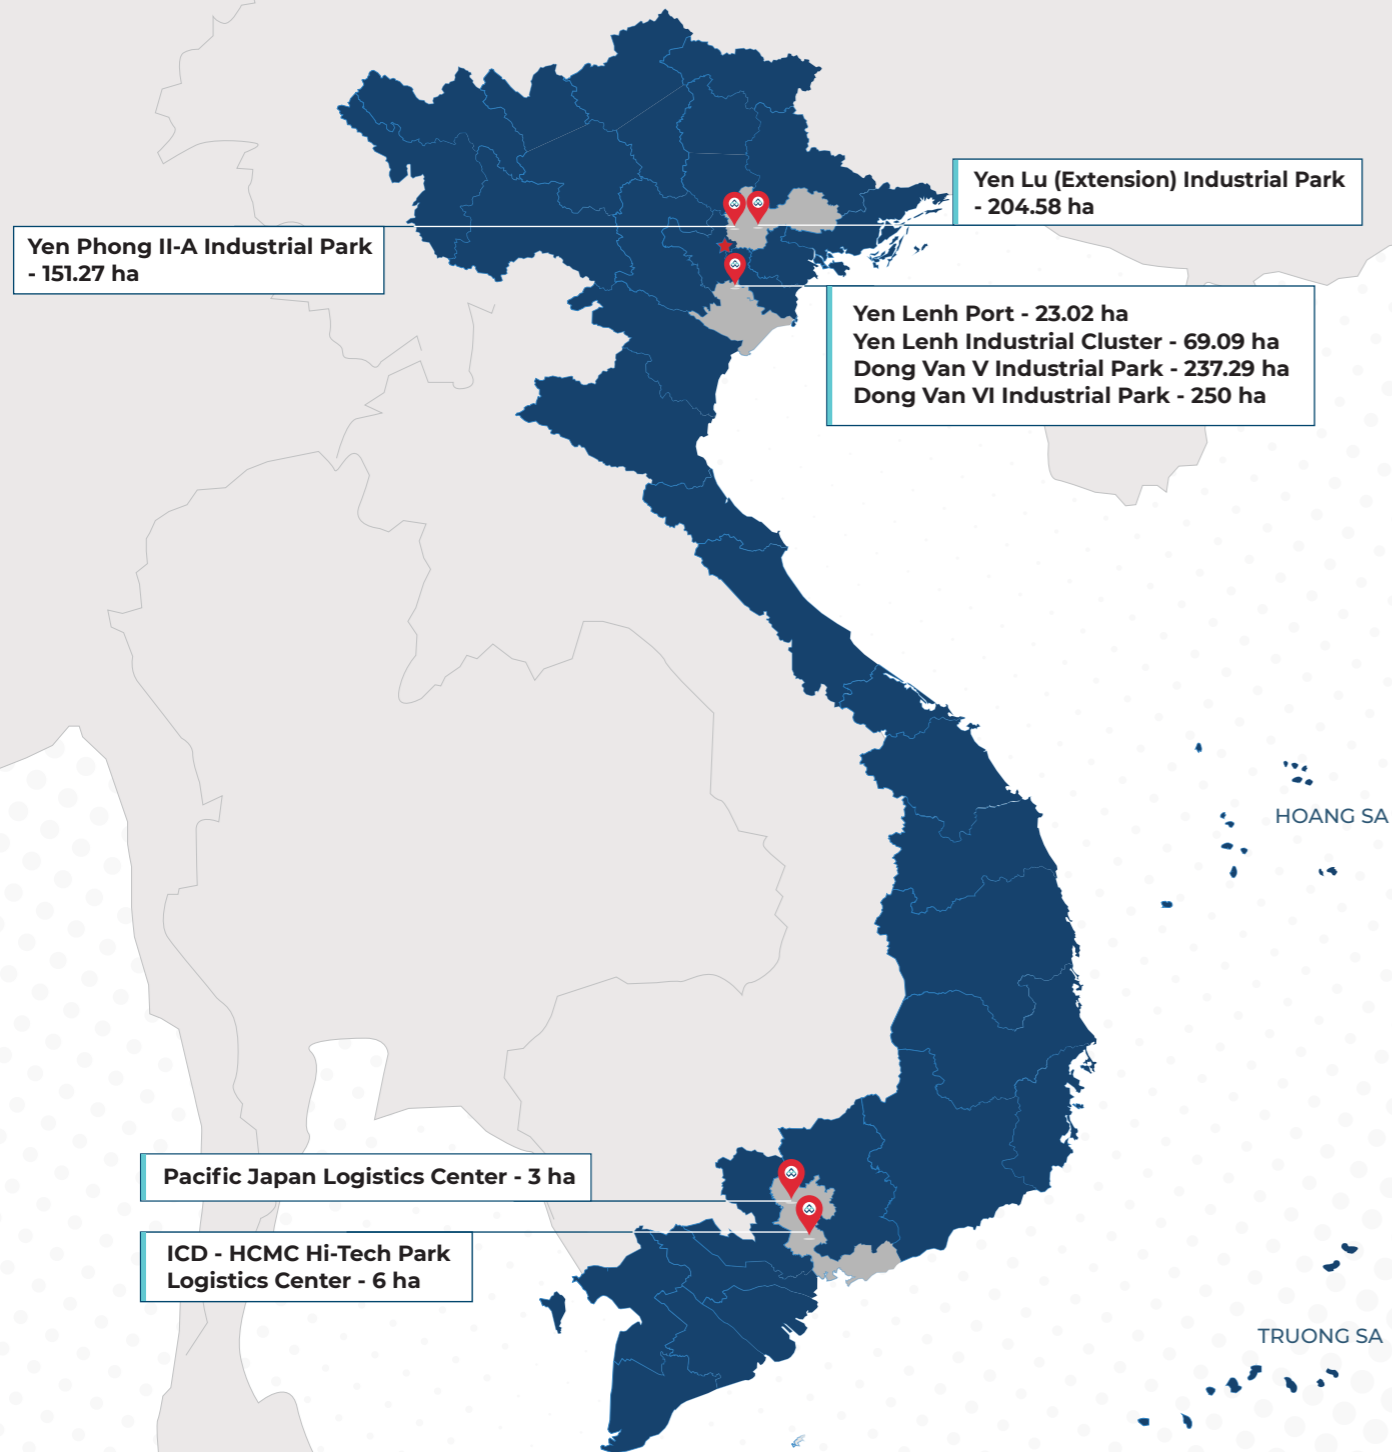 Yen Lu (Extension) Industrial Park
- 204.58 ha
Yen Phong II-A Industrial Park
- 151.27 ha
Yen Lenh Port - 23.02 ha
Yen Lenh Industrial Cluster - 69.09 ha
Dong Van V Industrial Park - 237.29 ha
Dong Van VI Industrial Park - 250 ha
HOANG SA
Pacific Japan Logistics Center - 3 ha
ICD - HCMC Hi-Tech Park
Logistics Center - 6 ha
TRUONG SA